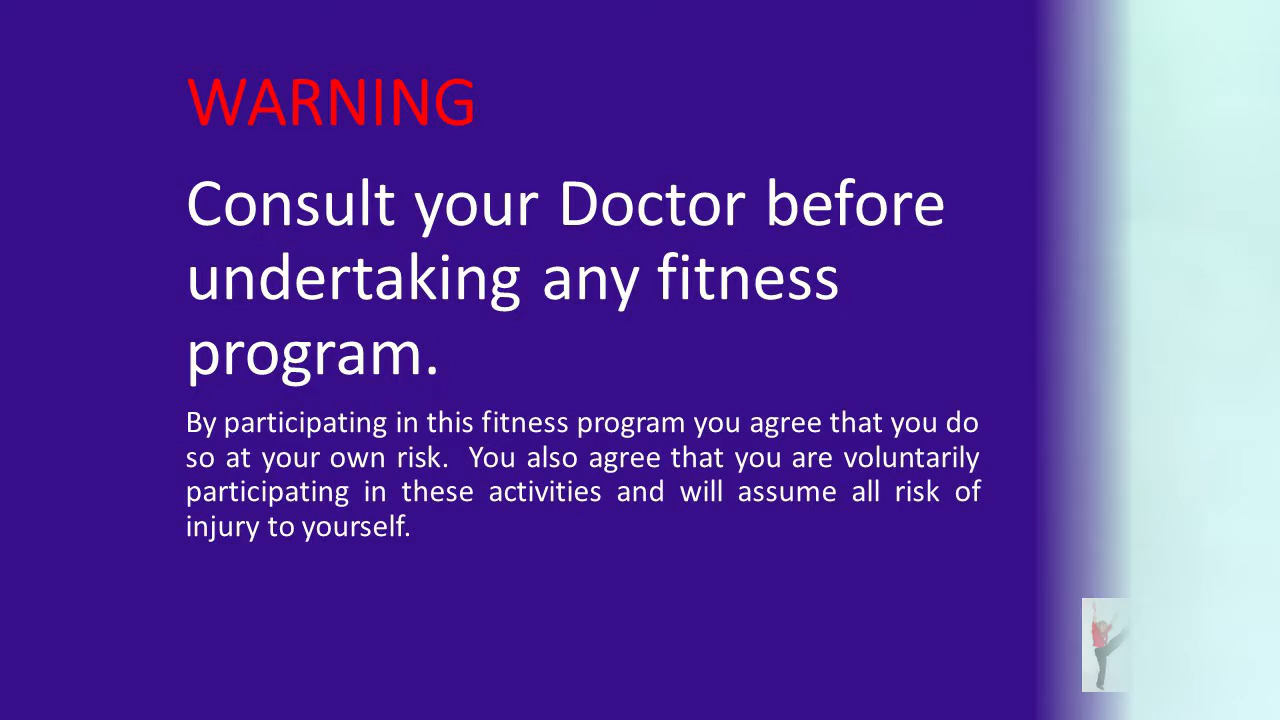 WARNING
Consult your Doctor before
undertaking any fitness
program.
By participating in this fitness program you agree that you do
so at your own risk.  You also agree that you are voluntarily
participating in these activities and will assume all risk of
injury to yourself.